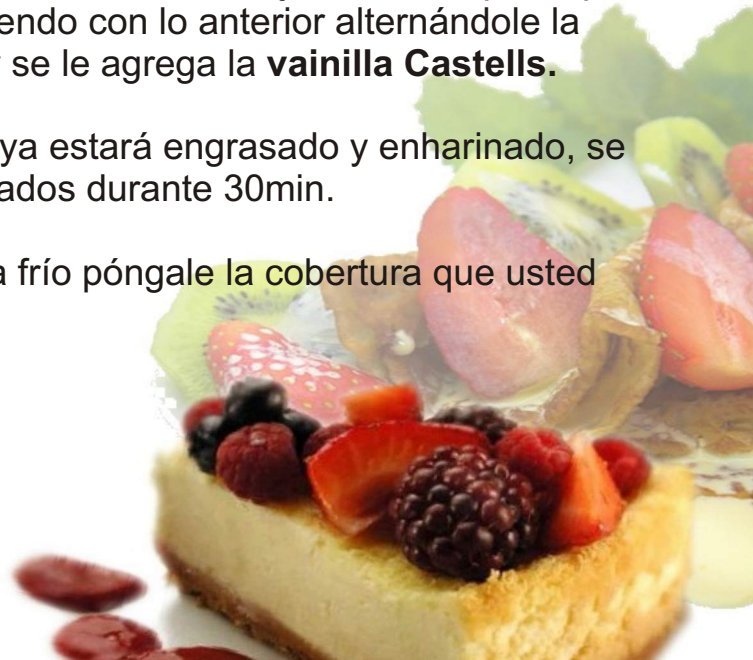 endo con lo anterior alternándole la
se le agrega la vainilla Castells.
ya estará engrasado y enharinado, se
ados durante 30min.
a frío póngale la cobertura que usted